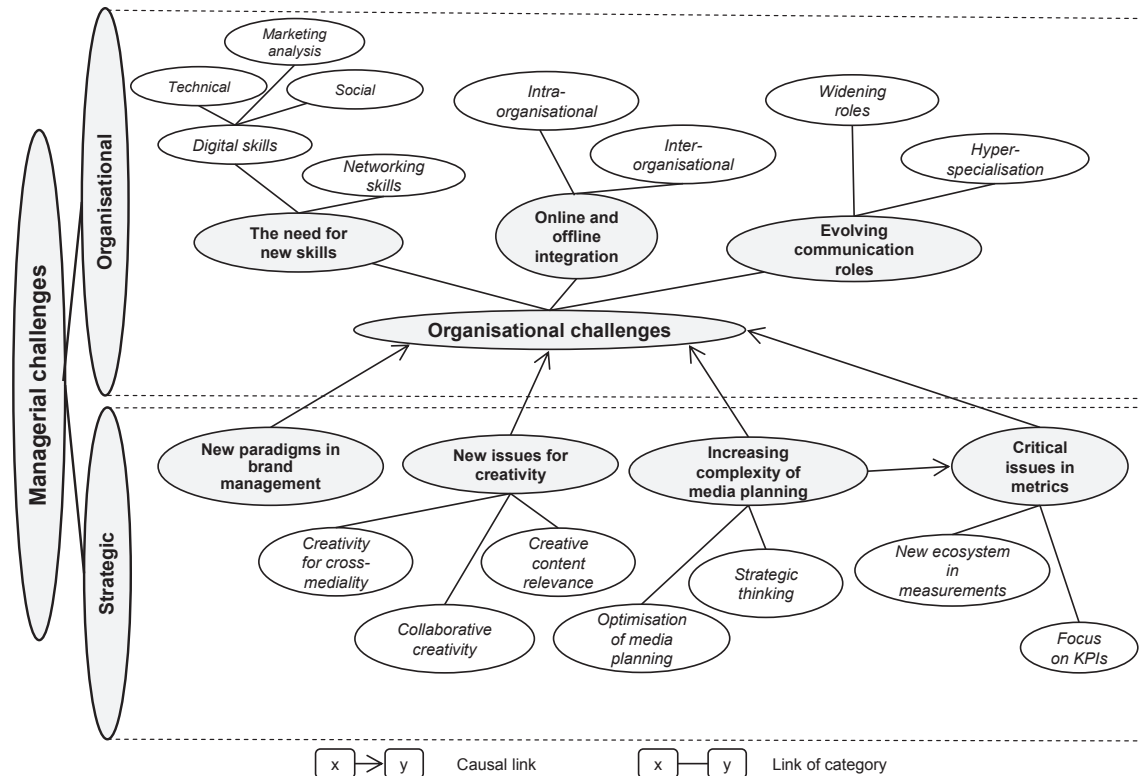 Managerial challenges
Organisational
Marketing
analysis
Technical
Social
Digital skills
Networking
skills
The need for
new skills
Intra-
organisational
Inter-
organisational
Online and
offline
integration
Widening
roles
Hyper-
specialisation
Evolving
communication
roles
Organisational challenges
Strategic
New paradigms in
brand
management
New issues for
creativity
Creativity
for cross-
mediality
Creative
content
relevance
Collaborative
creativity
Increasing
complexity of
media planning
Strategic
thinking
Optimisation
of media
planning
Critical
issues in
metrics
New ecosystem
in
measurements
Focus
on KPIs
x y Causal link
x y Link of category